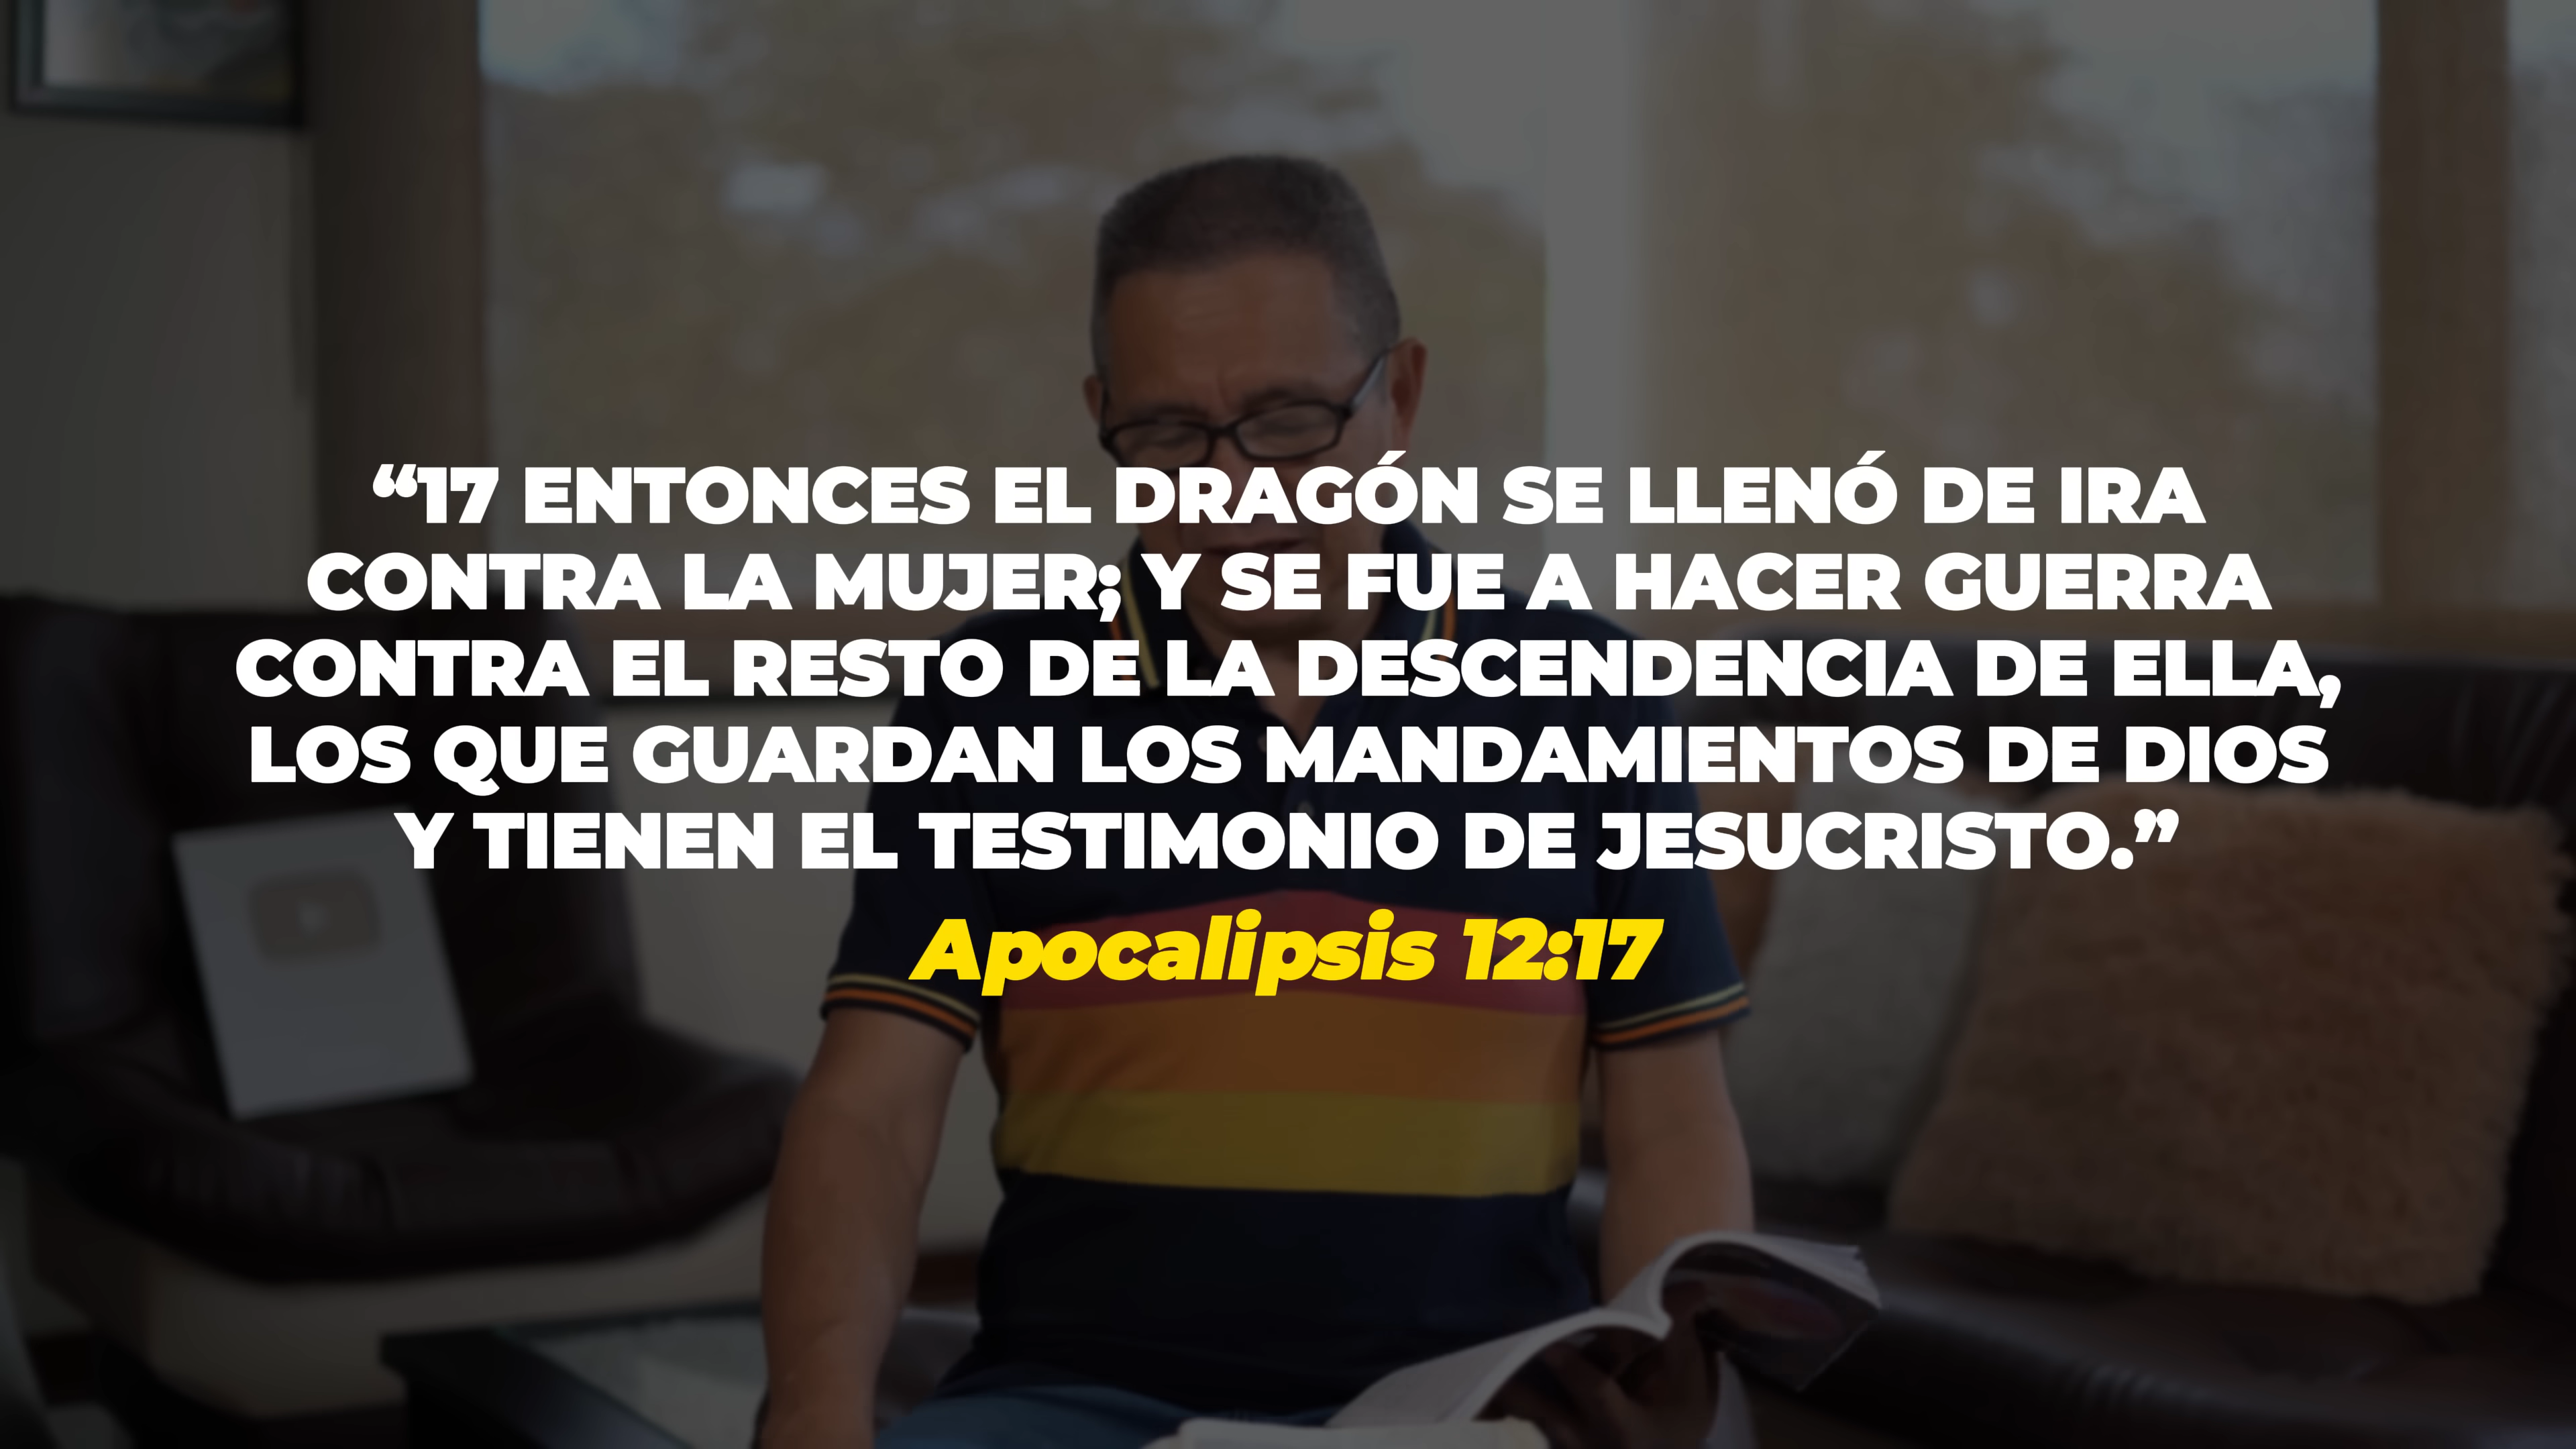 “17 ENTONCES EL DRAGÓN SE LLENÓ DE IRA
CONTRA LA MUJER; Y SE FUE A HACER GUERRA
CONTRA EL RESTO DE LA DESCENDENCIA DE ELLA,
LOS QUE GUARDAN LOS MANDAMIENTOS DE DIOS
Y TIENEN EL TESTIMONIO DE JESUCRISTO.”
Apocalipsis 12:17